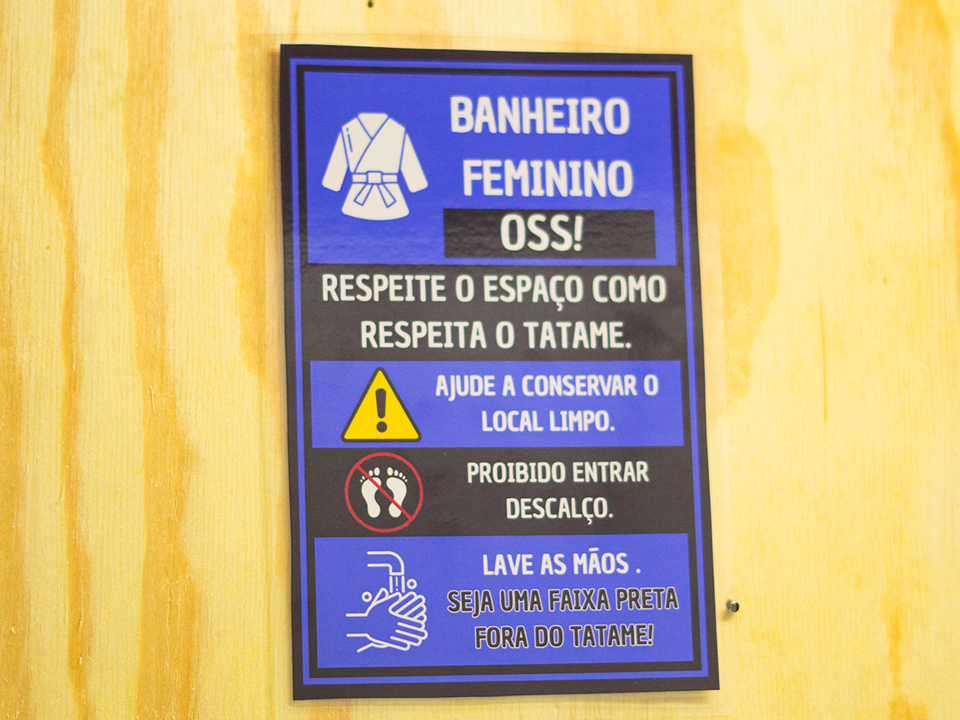 BANHEIRO
FEMININO
OSS!
RESPEITE O ESPAÇO COMO
RESPEITA O TATAME.
AJUDE A CONSERVAR O
LOCAL LIMPO.
PROIBIDO ENTRAR
DESCALÇO.
LAVE AS MÃOS .
SEJA UMA FAIXA PRETA
FORA DO TATAME!